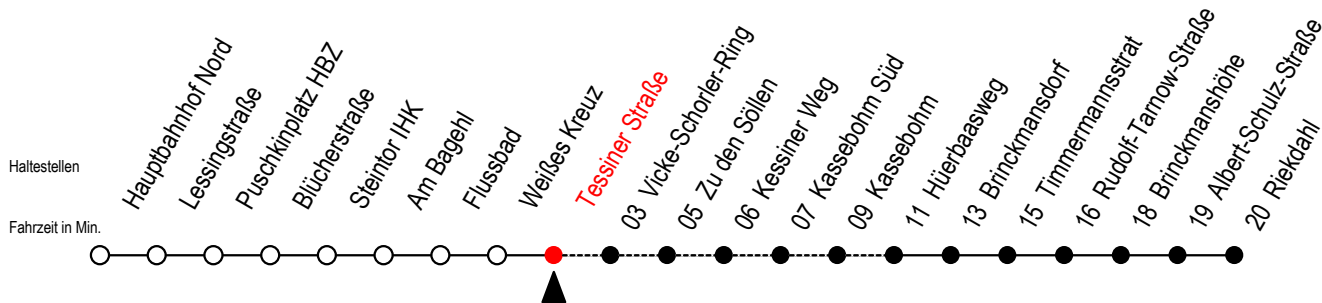 Haltestellen
Fahrzeit in Min.
Hauptbahnhof Nord
Lessingstraße
Puschkinplatz HBZ
Blücherstraße
Steintor IHK
Am Bagehl
Flussbad
Weißes Kreuz
Tessiner Straße
03 Vicke-Schorler-Ring
05 Zu den Söllen
06 Kessiner Weg
07 Kassebohm Süd
09 Kassebohm
11 Hüerbaasweg
13 Brinckmansdorf
15 Timmermannsstrat
16 Rudolf-Tarnow-Straße
18 Brinckmanshöhe
19 Albert-Schulz-Straße
20 Riekdahl